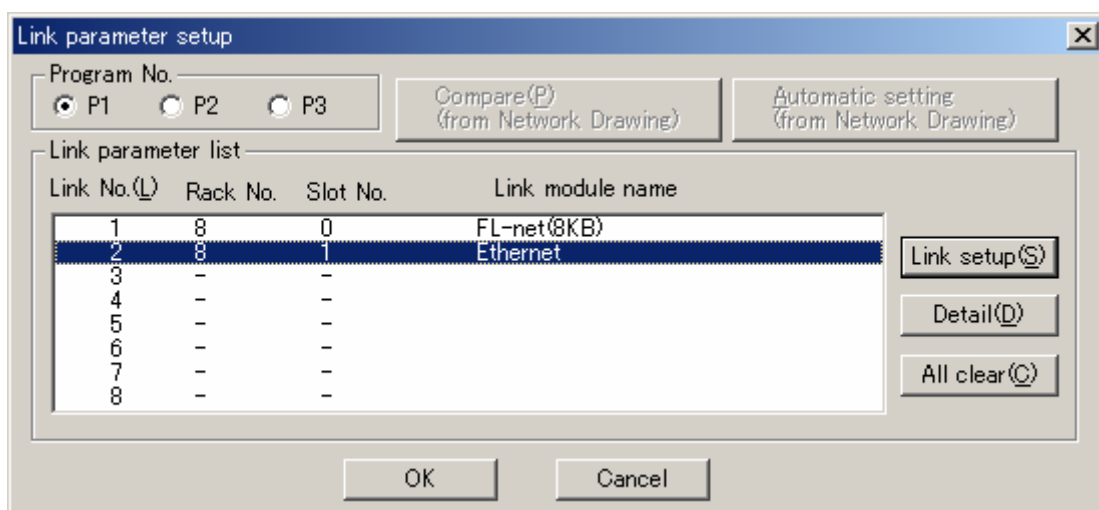 Link parameter setup
Program No.
P1 P2 P3
Compare(P)
(from Network Drawing)
Automatic setting
(from Network Drawing)
Link parameter list
Link No.(L) Rack No. Slot No. Link module name
1 8 0 FL-net(8KB)
2 8 1 Ethernet
3 - -
4 - -
5 - -
6 - -
7 - -
8 - -
Link setup(S)
Detail(D)
All clear(C)
OK Cancel